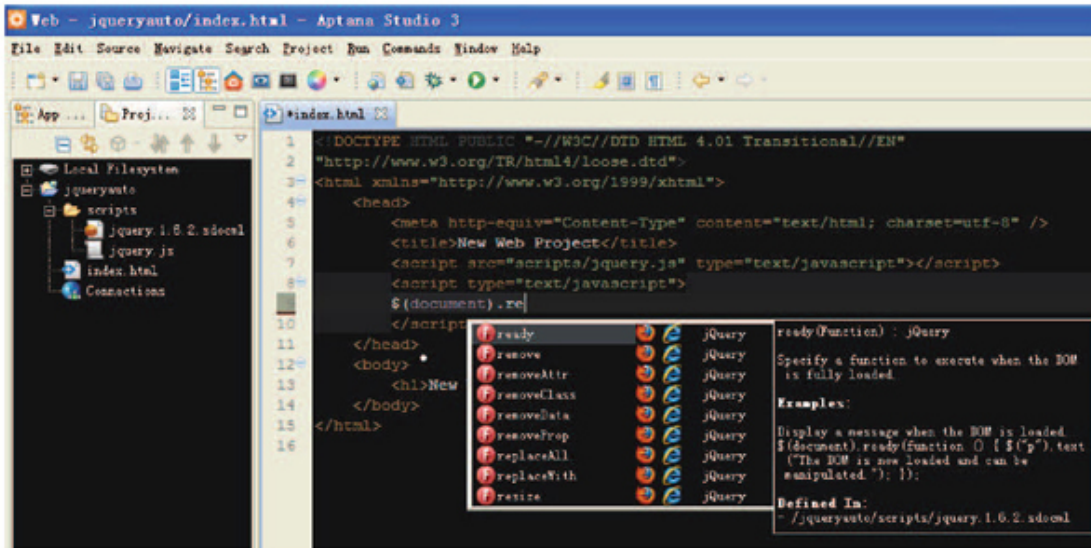 Web - jqueryauto/index.html - Aptana Studio 3
File Edit Source Navigate Search Project Run Commands Window Help
App ... Proj...
*index.html
Local Filesystem
jqueryauto
scripts
jquery.1.6.2.sdocml
jquery.js
index.html
Connections
1 <!DOCTYPE HTML PUBLIC "-//W3C//DTD HTML 4.01 Transitional//EN"
2 "http://www.w3.org/TR/html4/loose.dtd">
3 <html xmlns="http://www.w3.org/1999/xhtml">
4 <head>
5 <meta http-equiv="Content-Type" content="text/html; charset=utf-8" />
6 <title>New Web Project</title>
7 <script src="scripts/jquery.js" type="text/javascript"></script>
8 <script type="text/javascript">
$(document).re
10 </script
11 </head>
12 <body>
13 <h1>New
14 </body>
15 </html>
16
ready jQuery
remove jQuery
removeAttr jQuery
removeClass jQuery
removeData jQuery
removeProp jQuery
replaceAll jQuery
replaceWith jQuery
resize jQuery
ready(Function) : jQuery
Specify a function to execute when the DOM
is fully loaded.
Examples:
Display a message when the DOM is loaded.
$(document).ready(function () { $("p").text
("The DOM is now loaded and can be
manipulated."); });
Defined In:
- /jqueryauto/scripts/jquery.1.6.2.sdocml